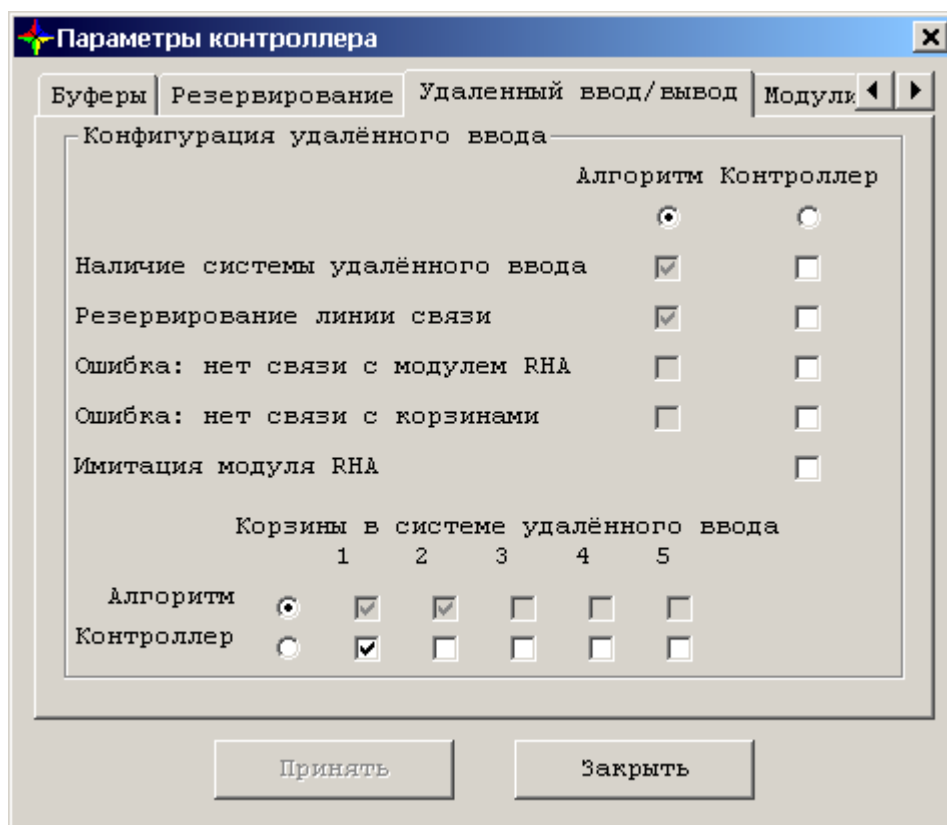 Параметры контроллера
Буферы Резервирование Удаленный ввод/вывод Модули
Конфигурация удалённого ввода
Алгоритм Контроллер
Наличие системы удалённого ввода
Резервирование линии связи
Ошибка: нет связи с модулем RHA
Ошибка: нет связи с корзинами
Имитация модуля RHA
Корзины в системе удалённого ввода
1 2 3 4 5
Алгоритм
Контроллер
Принять Закрыть